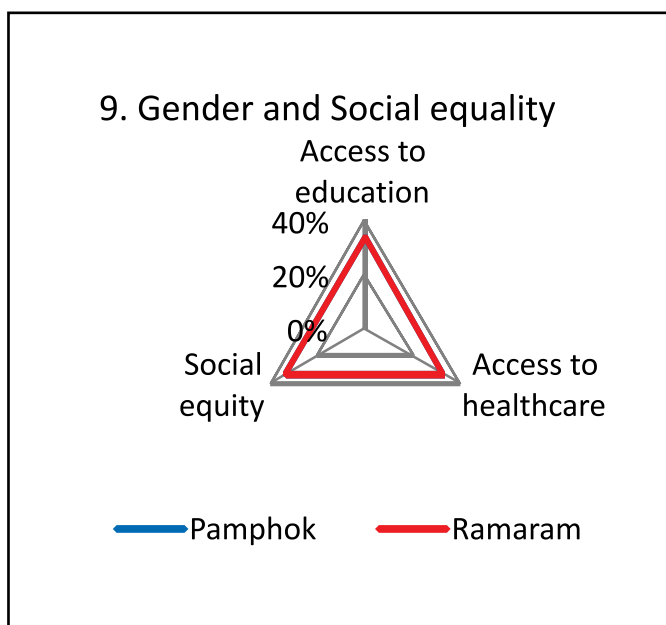 9. Gender and Social equality
Access to
education
40%
20%
0%
Social
equity
Access to
healthcare
Pamphok
Ramaram